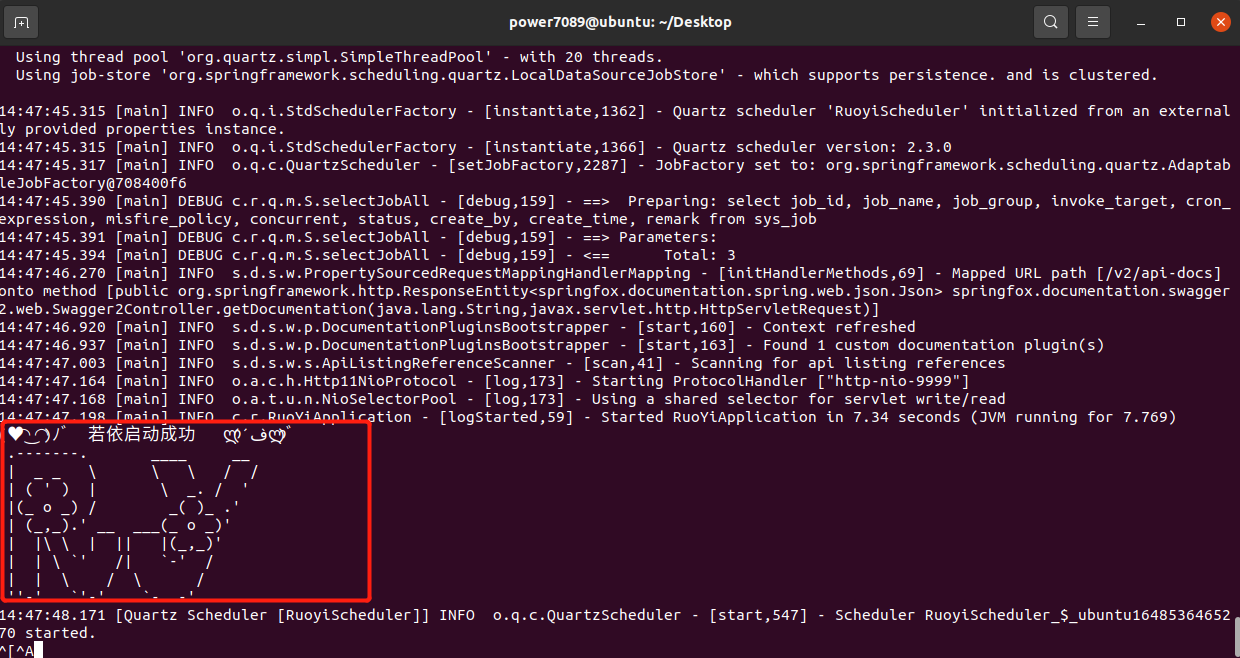 power7089@ubuntu: ~/Desktop
Using thread pool 'org.quartz.simpl.SimpleThreadPool' - with 20 threads.
Using job-store 'org.springframework.scheduling.quartz.LocalDataSourceJobStore' - which supports persistence. and is clustered.
14:47:45.315 [main] INFO  o.q.i.StdSchedulerFactory - [instantiate,1362] - Quartz scheduler 'RuoyiScheduler' initialized from an external
ly provided properties instance.
14:47:45.315 [main] INFO  o.q.i.StdSchedulerFactory - [instantiate,1366] - Quartz scheduler version: 2.3.0
14:47:45.317 [main] INFO  o.q.c.QuartzScheduler - [setJobFactory,2287] - JobFactory set to: org.springframework.scheduling.quartz.Adaptab
leJobFactory@708400f6
14:47:45.390 [main] DEBUG c.r.q.m.S.selectJobAll - [debug,159] - ==>  Preparing: select job_id, job_name, job_group, invoke_target, cron_
expression, misfire_policy, concurrent, status, create_by, create_time, remark from sys_job
14:47:45.391 [main] DEBUG c.r.q.m.S.selectJobAll - [debug,159] - ==> Parameters:
14:47:45.394 [main] DEBUG c.r.q.m.S.selectJobAll - [debug,159] - <==      Total: 3
14:47:46.270 [main] INFO  s.d.s.w.PropertySourcedRequestMappingHandlerMapping - [initHandlerMethods,69] - Mapped URL path [/v2/api-docs]
onto method [public org.springframework.http.ResponseEntity<springfox.documentation.spring.web.json.Json> springfox.documentation.swagger
2.web.Swagger2Controller.getDocumentation(java.lang.String,javax.servlet.http.HttpServletRequest)]
14:47:46.920 [main] INFO  s.d.s.w.p.DocumentationPluginsBootstrapper - [start,160] - Context refreshed
14:47:46.937 [main] INFO  s.d.s.w.p.DocumentationPluginsBootstrapper - [start,163] - Found 1 custom documentation plugin(s)
14:47:47.003 [main] INFO  s.d.s.w.s.ApiListingReferenceScanner - [scan,41] - Scanning for api listing references
14:47:47.164 [main] INFO  o.a.c.h.Http11NioProtocol - [log,173] - Starting ProtocolHandler ["http-nio-9999"]
14:47:47.168 [main] INFO  o.a.t.u.n.NioSelectorPool - [log,173] - Using a shared selector for servlet write/read
14:47:47.198 [main] INFO  c.r.RuoYiApplication - [logStarted,59] - Started RuoYiApplication in 7.34 seconds (JVM running for 7.769)
(♥◠‿◠)ﾉﾞ  若依启动成功   ლ(´ڡ`ლ)ﾞ
14:47:48.171 [Quartz Scheduler [RuoyiScheduler]] INFO  o.q.c.QuartzScheduler - [start,547] - Scheduler RuoyiScheduler_$_ubuntu16485364652
70 started.
^[^A